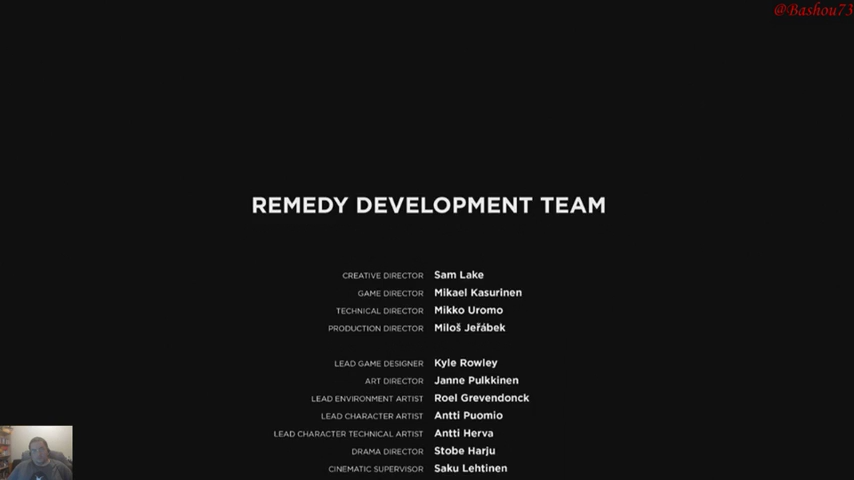 @Bashou73
REMEDY DEVELOPMENT TEAM
CREATIVE DIRECTOR Sam Lake
GAME DIRECTOR Mikael Kasurinen
TECHNICAL DIRECTOR Mikko Uromo
PRODUCTION DIRECTOR Miloš Jeřábek
LEAD GAME DESIGNER Kyle Rowley
ART DIRECTOR Janne Pulkkinen
LEAD ENVIRONMENT ARTIST Roel Grevendonck
LEAD CHARACTER ARTIST Antti Puomio
LEAD CHARACTER TECHNICAL ARTIST Antti Herva
DRAMA DIRECTOR Stobe Harju
CINEMATIC SUPERVISOR Saku Lehtinen